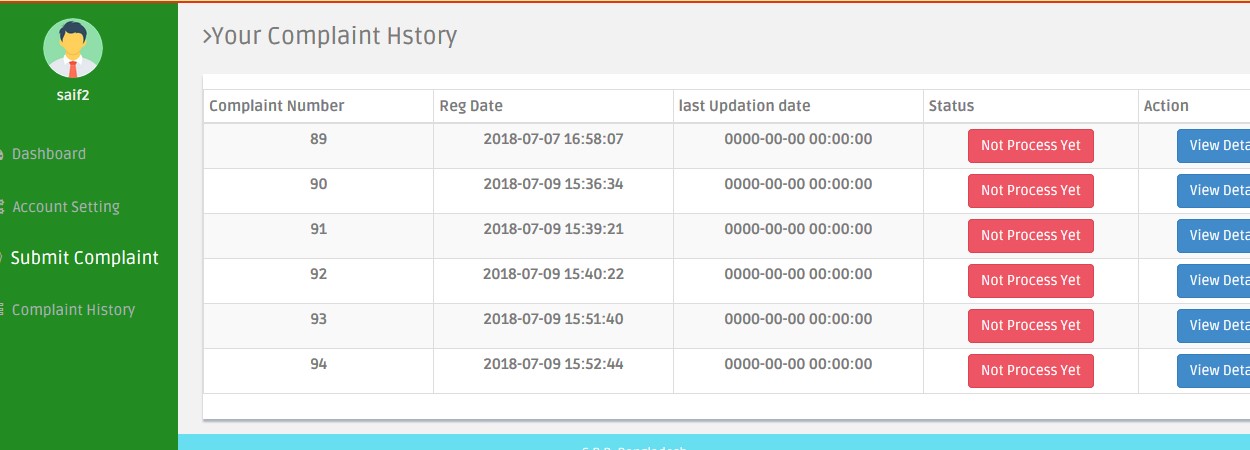 saif2
Dashboard
Account Setting
Submit Complaint
Complaint History
>Your Complaint Hstory
Complaint Number Reg Date last Updation date Status Action
89 2018-07-07 16:58:07 0000-00-00 00:00:00 Not Process Yet View Deta
90 2018-07-09 15:36:34 0000-00-00 00:00:00 Not Process Yet View Deta
91 2018-07-09 15:39:21 0000-00-00 00:00:00 Not Process Yet View Deta
92 2018-07-09 15:40:22 0000-00-00 00:00:00 Not Process Yet View Deta
93 2018-07-09 15:51:40 0000-00-00 00:00:00 Not Process Yet View Deta
94 2018-07-09 15:52:44 0000-00-00 00:00:00 Not Process Yet View Deta